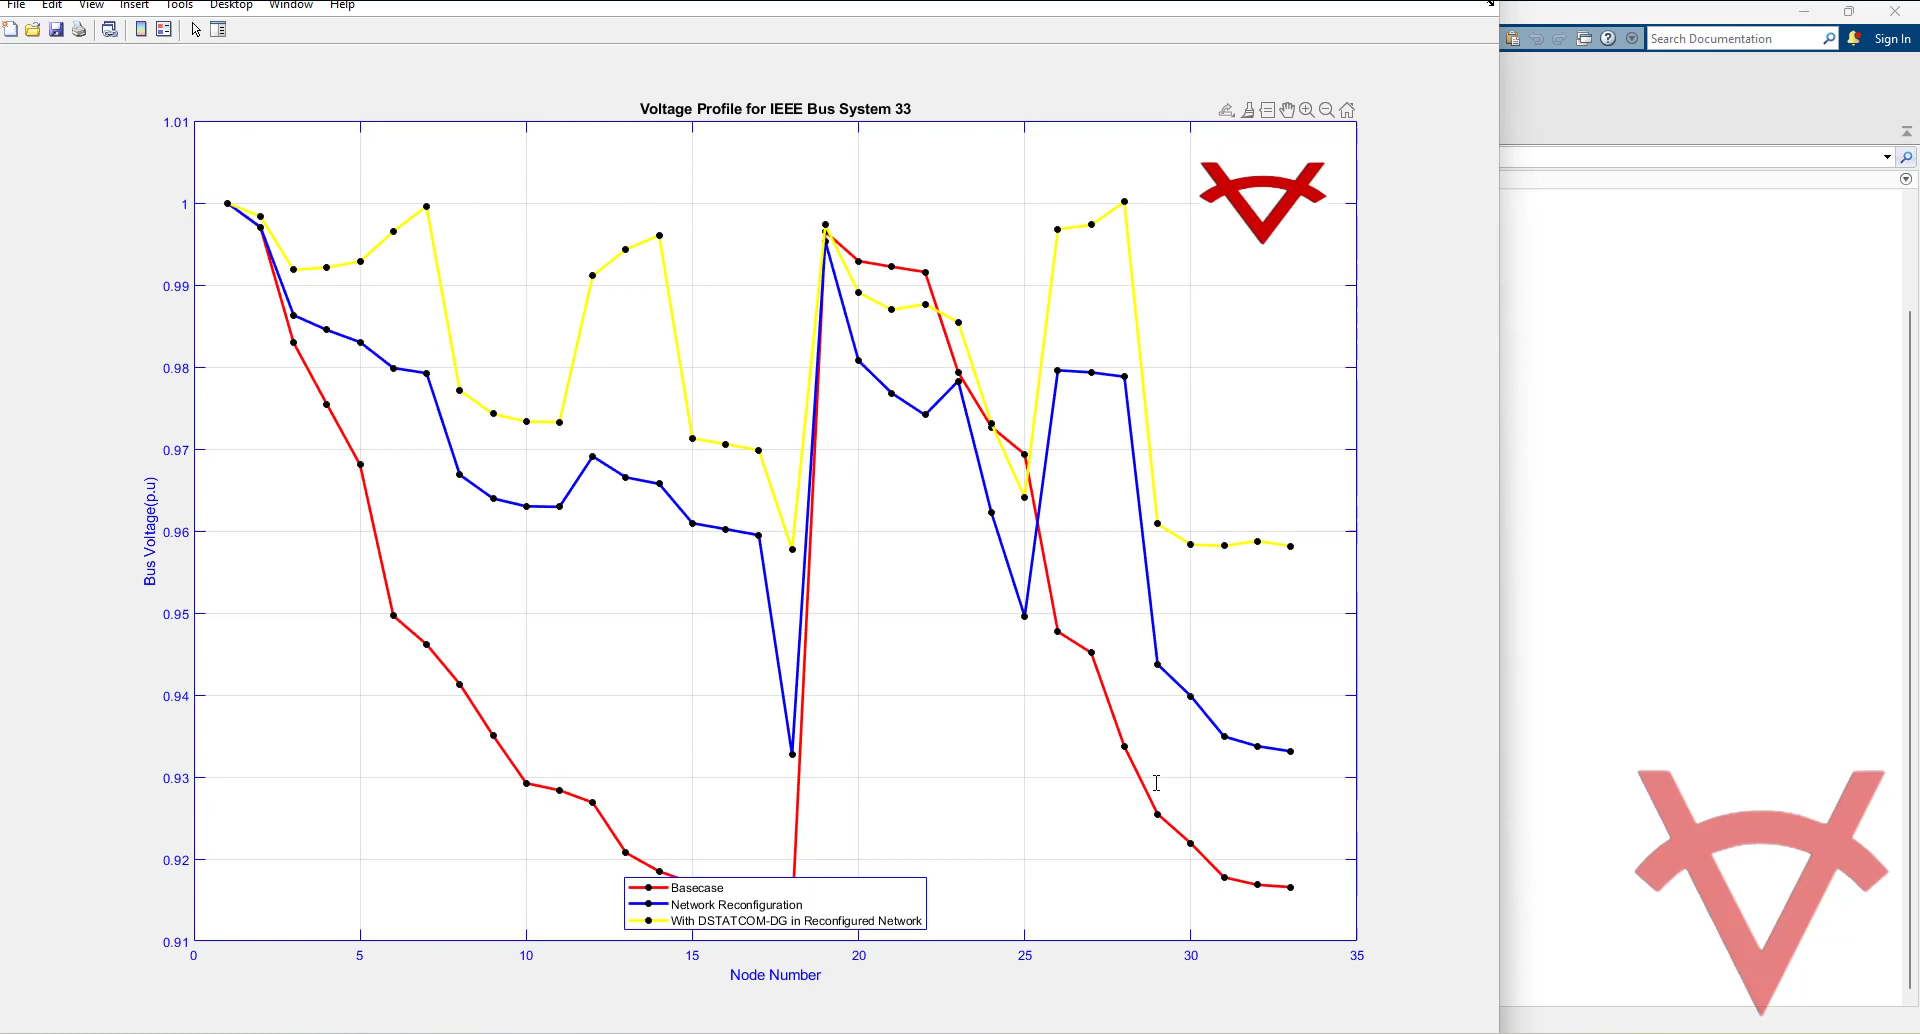 File Edit View Insert Tools Desktop Window Help
Search Documentation
Sign In
Voltage Profile for IEEE Bus System 33
1.01
1
0.99
0.98
0.97
0.96
0.95
0.94
0.93
0.92
0.91
Bus Voltage(p.u)
Basecase
Network Reconfiguration
With DSTATCOM-DG in Reconfigured Network
0 5 10 15 20 25 30 35
Node Number